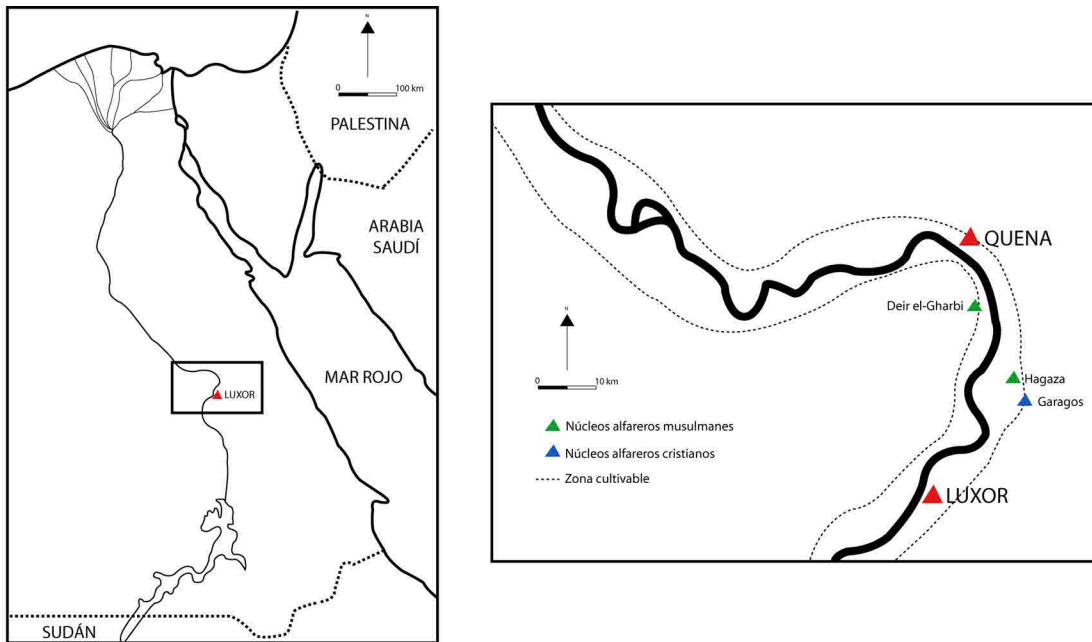 N
0 100 km
PALESTINA
ARABIA
SAUDÍ
MAR ROJO
LUXOR
SUDÁN
QUENA
Deir el-Gharbi
N
0 10 km
Hagaza
Garagos
Núcleos alfareros musulmanes
Núcleos alfareros cristianos
Zona cultivable
LUXOR